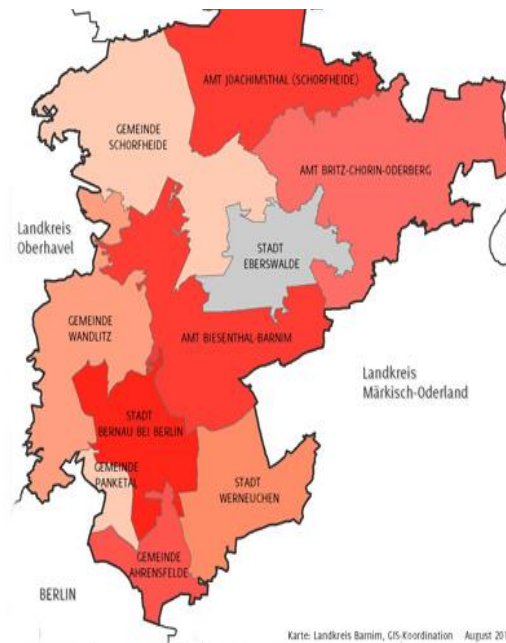 AMT JOACHIMSTHAL (SCHORFHEIDE)
GEMEINDE
SCHORFHEIDE
AMT BRITZ-CHORIN-ODERBERG
Landkreis
Oberhavel
STADT
EBERSWALDE
GEMEINDE
WANDLITZ
AMT BIESENTHAL-BARNIM
Landkreis
Märkisch-Oderland
STADT
BERNAU BEI BERLIN
GEMEINDE
PANKETAL
STADT
WERNEUCHEN
GEMEINDE
AHRENSFELDE
BERLIN
Karte: Landkreis Barnim, GIS-Koordination August